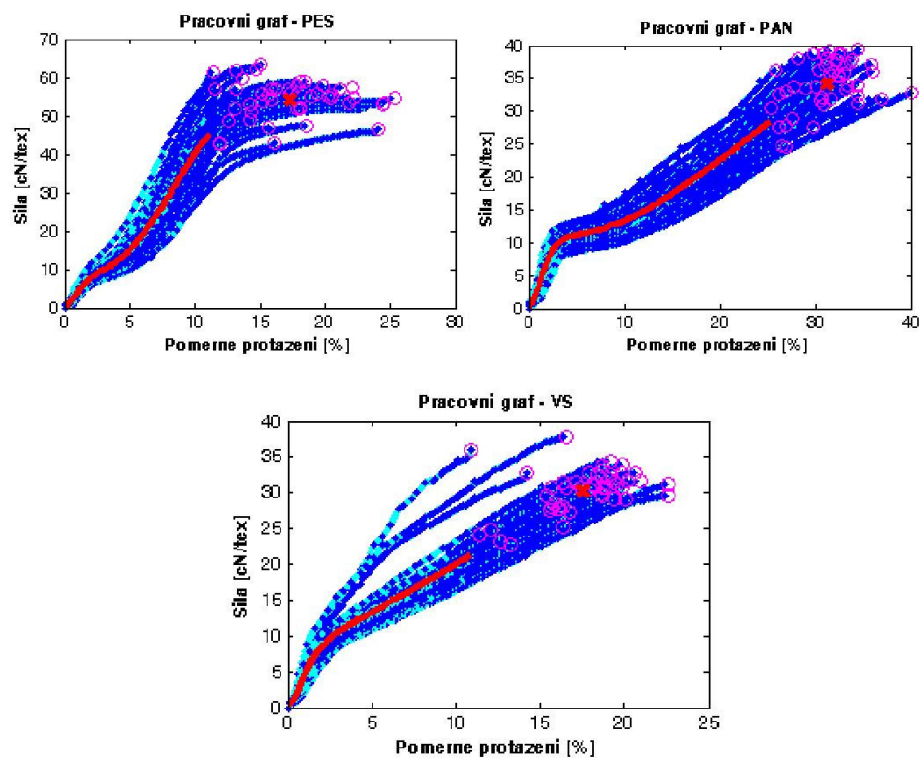 Pracovni graf - PES
Sila [cN/tex]
70
60
50
40
30
20
10
0
0 5 10 15 20 25 30
Pomerne protazeni [%]
Pracovni graf - PAN
Sila [cN/tex]
40
35
30
25
20
15
10
5
0
0 10 20 30 40
Pomerne protazeni [%]
Pracovni graf - VS
Sila [cN/tex]
40
35
30
25
20
15
10
5
0
0 5 10 15 20 25
Pomerne protazeni [%]